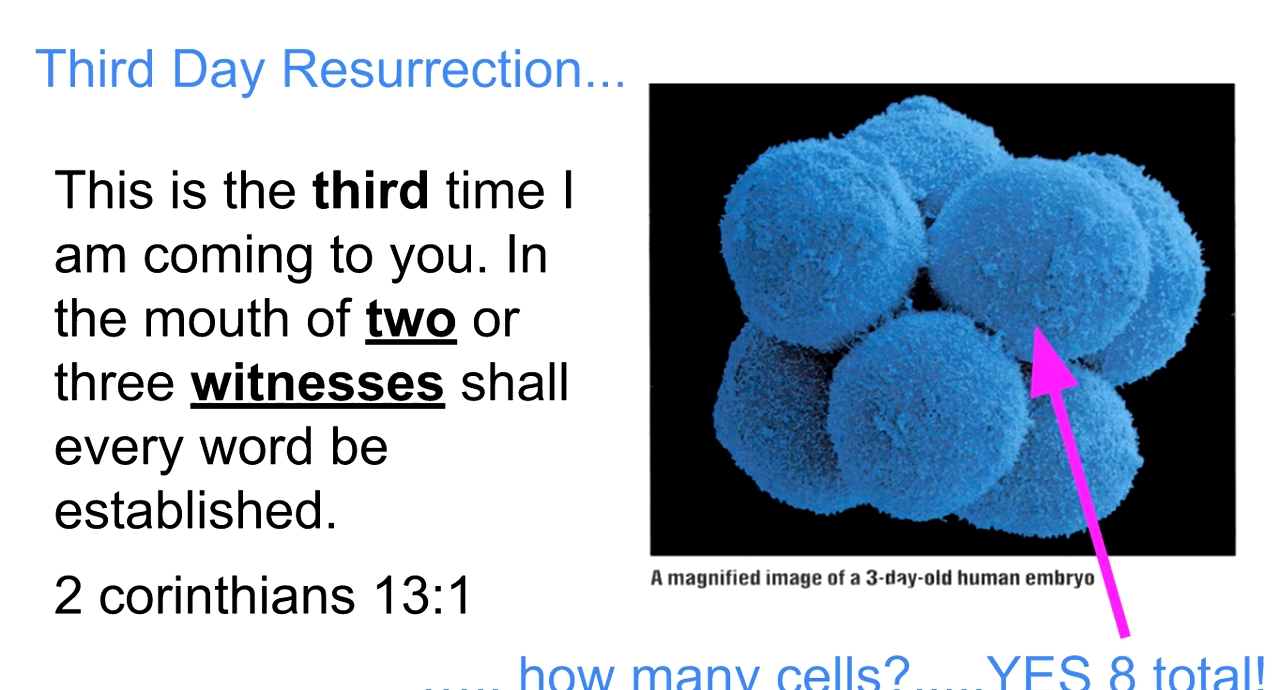 Third Day Resurrection...
This is the third time I
am coming to you. In
the mouth of two or
three witnesses shall
every word be
established.
2 corinthians 13:1
A magnified image of a 3-day-old human embryo
..... how many cells?.....YES 8 total!